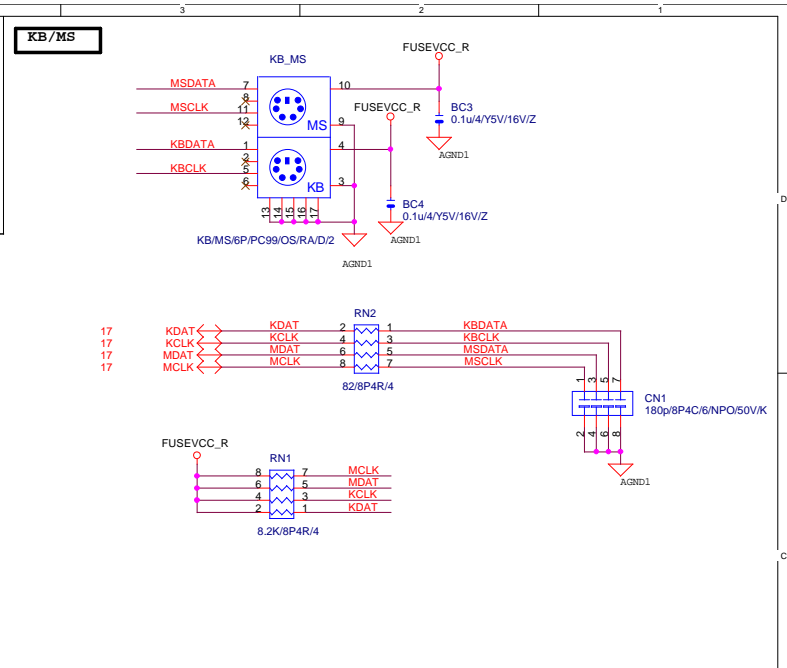 3 2 1
KB/MS
FUSEVCC_R
KB_MS
MSDATA 7 10
8
MSCLK 11
12 MS 9
FUSEVCC_R
BC3
0.1u/4/Y5V/16V/Z
AGND1
KBDATA 1 4
2
KBCLK 5
6 KB 3
13 14 15 16 17
BC4
0.1u/4/Y5V/16V/Z
KB/MS/6P/PC99/OS/RA/D/2
AGND1
AGND1
D
RN2
17 KDAT KDAT 2 1 KBDATA
17 KCLK KCLK 4 3 KBCLK
17 MDAT MDAT 6 5 MSDATA
17 MCLK MCLK 8 7 MSCLK
82/8P4R/4
1 3 5 7
CN1
180p/8P4C/6/NPO/50V/K
2 4 6 8
AGND1
FUSEVCC_R
RN1
8 7 MCLK
6 5 MDAT
4 3 KCLK
2 1 KDAT
8.2K/8P4R/4
C